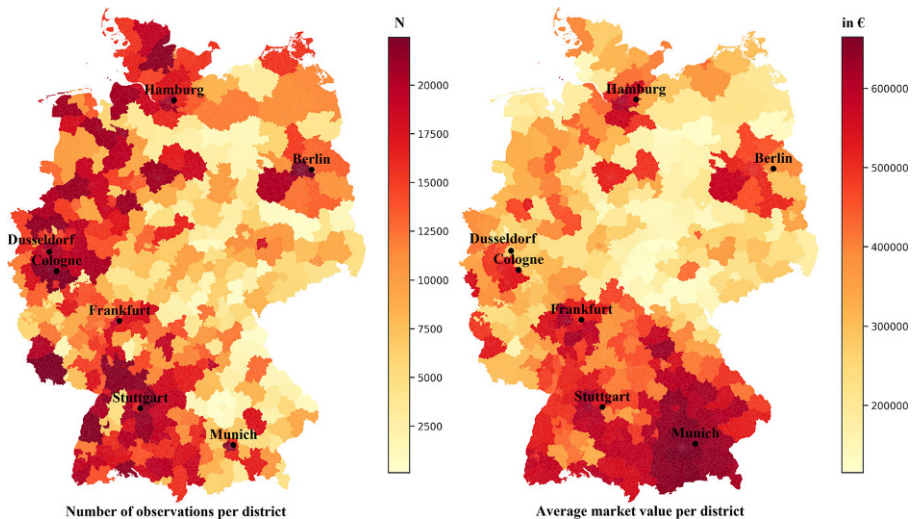 N
20000
17500
15000
12500
10000
7500
5000
2500
Hamburg
Berlin
Dusseldorf
Cologne
Frankfurt
Stuttgart
Munich
Number of observations per district
in €
600000
500000
400000
300000
200000
Hamburg
Berlin
Dusseldorf
Cologne
Frankfurt
Stuttgart
Munich
Average market value per district